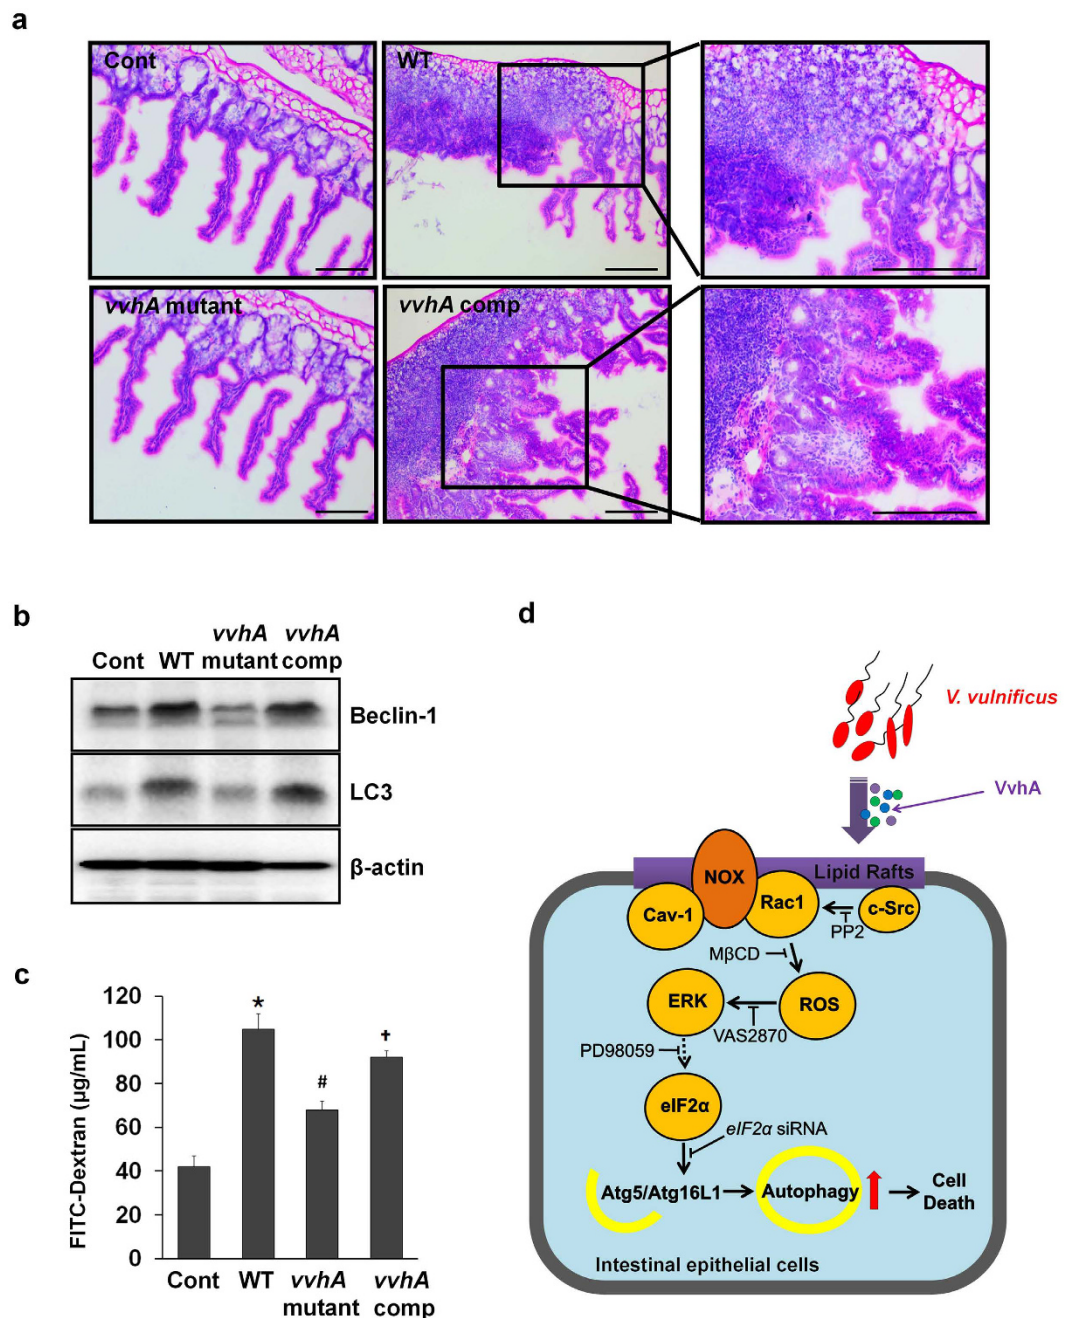 a
Cont
WT
vvhA mutant
vvhA comp
b
Cont WT vvhA mutant vvhA comp
Beclin-1
LC3
β-actin
c
FITC-Dextran (µg/mL)
120
100
80
60
40
20
0
*
#
†
Cont WT vvhA mutant vvhA comp
d
V. vulnificus
VvhA
Lipid Rafts
NOX
Cav-1
Rac1
c-Src
PP2
MβCD
ERK
ROS
VAS2870
PD98059
eIF2α
eIF2α siRNA
Atg5/Atg16L1
Autophagy
Cell
Death
Intestinal epithelial cells